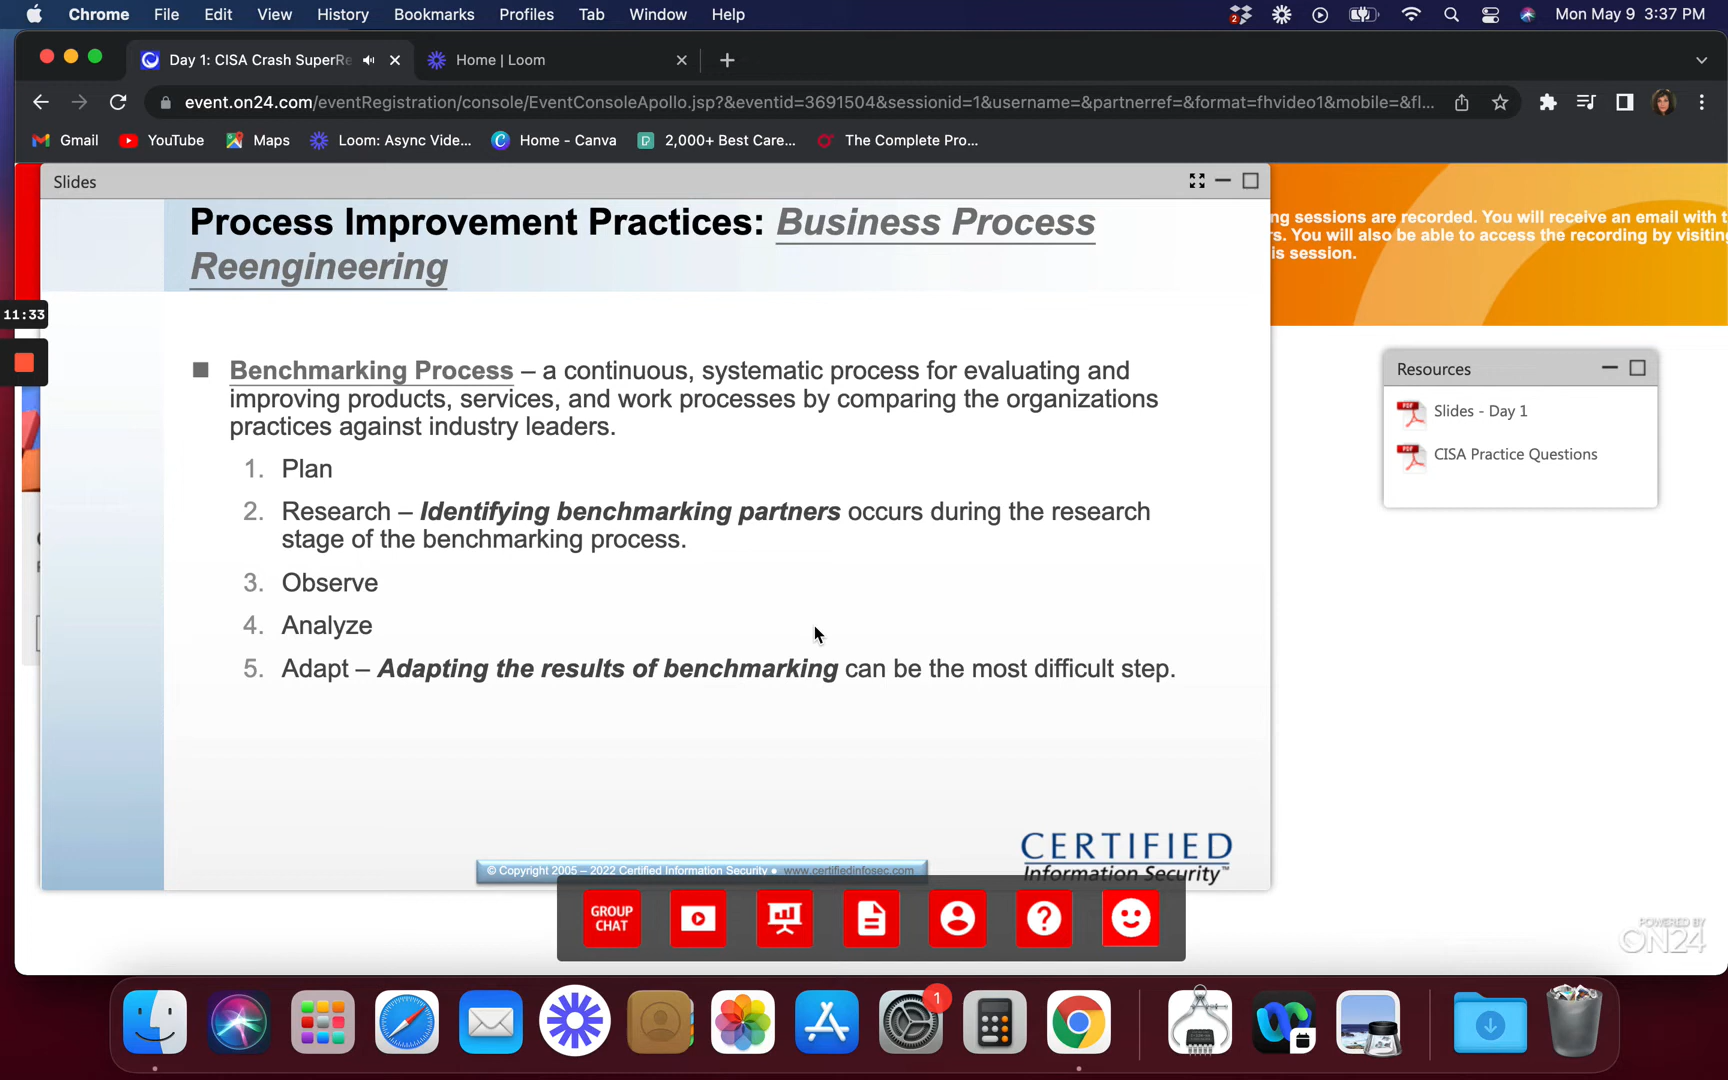 Chrome File Edit View History Bookmarks Profiles Tab Window Help
2
Mon May 9 3:37 PM
Day 1: CISA Crash SuperRe
Home | Loom
event.on24.com/eventRegistration/console/EventConsoleApollo.jsp?&eventid=3691504&sessionid=1&username=&partnerref=&format=fhvideo1&mobile=&fl...
Gmail YouTube Maps Loom: Async Vide... Home - Canva 2,000+ Best Care... The Complete Pro...
Slides
Process Improvement Practices: Business Process
Reengineering
ng sessions are recorded. You will receive an email with t
rs. You will also be able to access the recording by visiting
is session.
11:33
■ Benchmarking Process – a continuous, systematic process for evaluating and
improving products, services, and work processes by comparing the organizations
practices against industry leaders.
1. Plan
2. Research – Identifying benchmarking partners occurs during the research
stage of the benchmarking process.
3. Observe
4. Analyze
5. Adapt – Adapting the results of benchmarking can be the most difficult step.
Resources
Slides - Day 1
CISA Practice Questions
CERTIFIED
Information Security™
© Copyright 2005 – 2022 Certified Information Security ● www.certifiedinfosec.com
GROUP
CHAT
POWERED BY
ON24
1